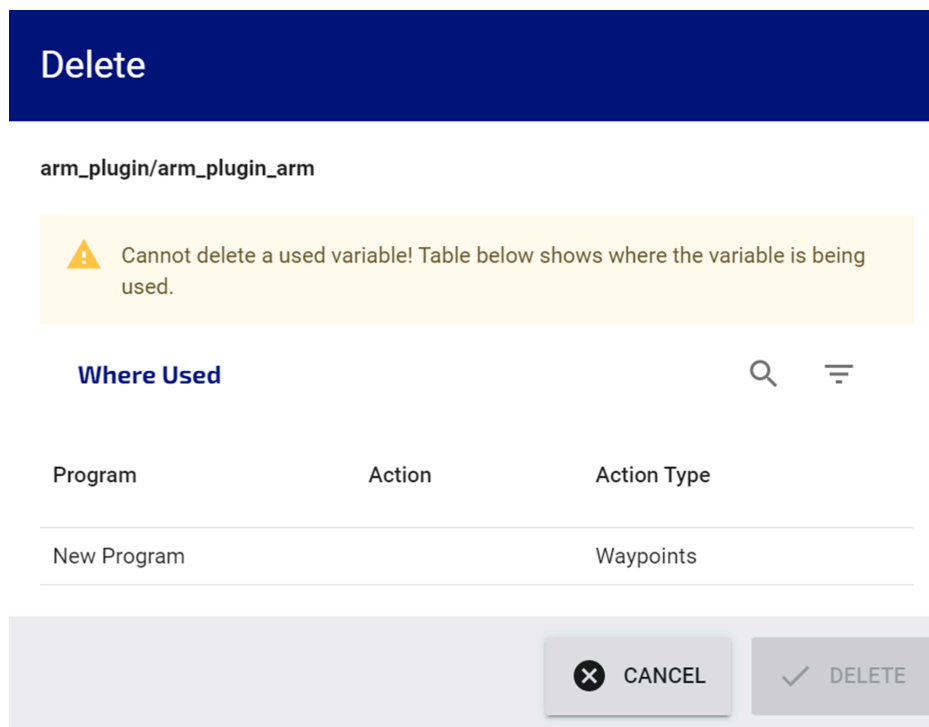 Delete
arm_plugin/arm_plugin_arm
Cannot delete a used variable! Table below shows where the variable is being
used.
Where Used
Program Action Action Type
New Program Waypoints
CANCEL DELETE